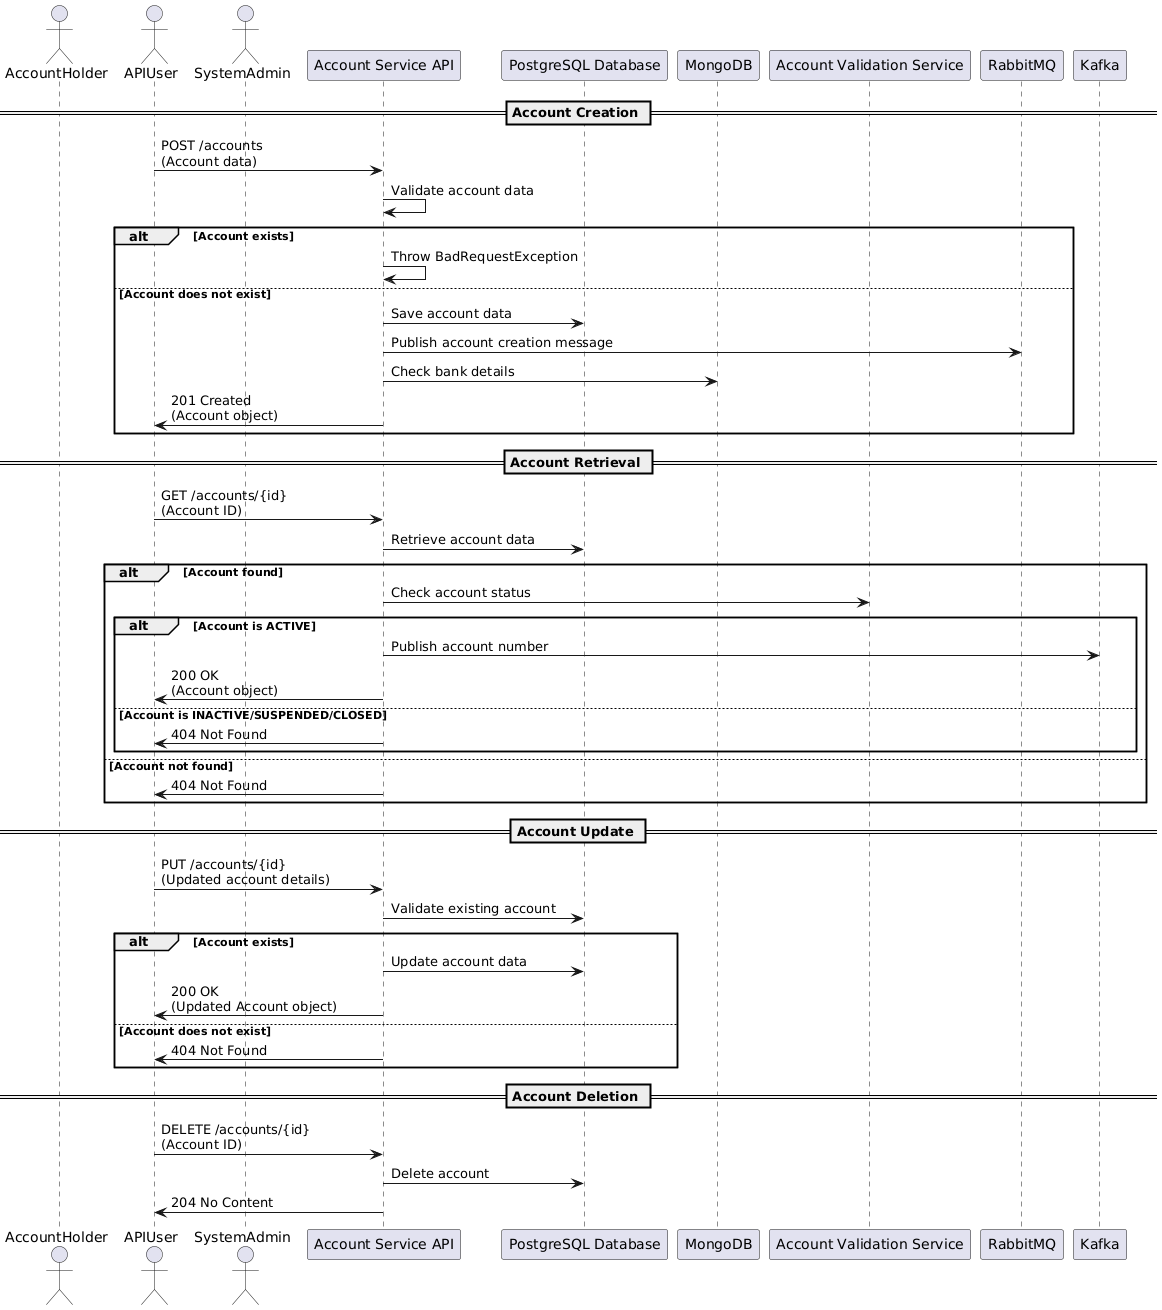 AccountHolder
APIUser
SystemAdmin
Account Service API
PostgreSQL Database
MongoDB
Account Validation Service
RabbitMQ
Kafka
Account Creation
POST /accounts
(Account data)
Validate account data
alt
[Account exists]
Throw BadRequestException
[Account does not exist]
Save account data
Publish account creation message
Check bank details
201 Created
(Account object)
Account Retrieval
GET /accounts/{id}
(Account ID)
Retrieve account data
alt
[Account found]
Check account status
alt
[Account is ACTIVE]
Publish account number
200 OK
(Account object)
[Account is INACTIVE/SUSPENDED/CLOSED]
404 Not Found
[Account not found]
404 Not Found
Account Update
PUT /accounts/{id}
(Updated account details)
Validate existing account
alt
[Account exists]
Update account data
200 OK
(Updated Account object)
[Account does not exist]
404 Not Found
Account Deletion
DELETE /accounts/{id}
(Account ID)
Delete account
204 No Content
AccountHolder
APIUser
SystemAdmin
Account Service API
PostgreSQL Database
MongoDB
Account Validation Service
RabbitMQ
Kafka